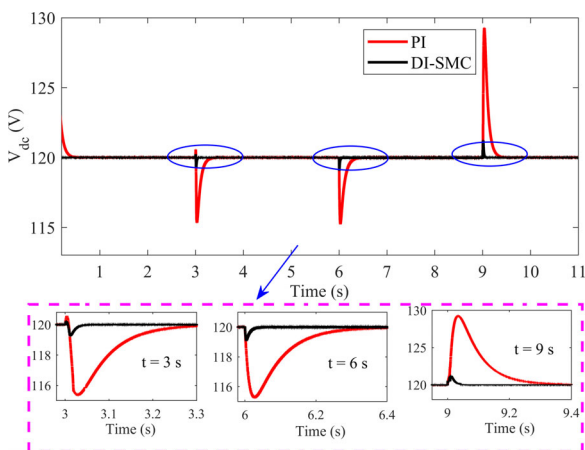 130
125
120
115
V_dc (V)
PI
DI-SMC
1 2 3 4 5 6 7 8 9 10 11
Time (s)
120
118
116
t = 3 s
3 3.1 3.2 3.3
Time (s)
120
118
116
t = 6 s
6 6.2 6.4
Time (s)
130
120
110
t = 9 s
9 9.2 9.4
Time (s)